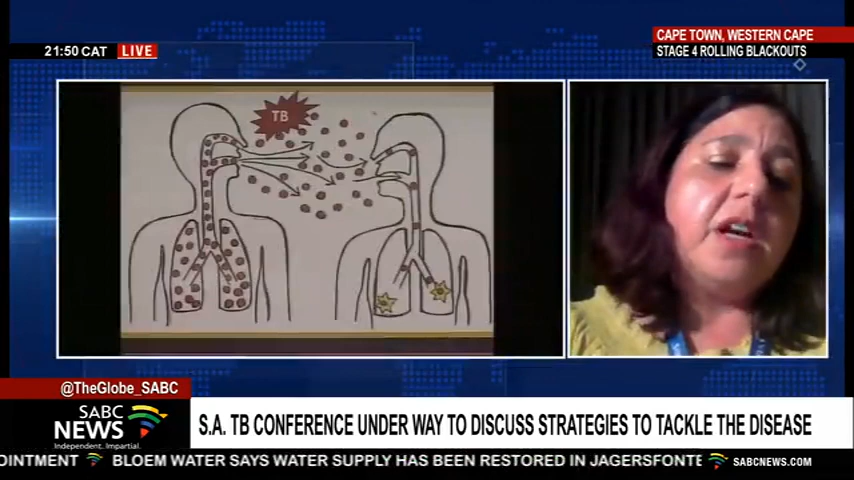 21:50 CAT LIVE
CAPE TOWN, WESTERN CAPE
STAGE 4 ROLLING BLACKOUTS
TB
@TheGlobe_SABC
SABC
NEWS
Independent. Impartial.
S.A. TB CONFERENCE UNDER WAY TO DISCUSS STRATEGIES TO TACKLE THE DISEASE
OINTMENT BLOEM WATER SAYS WATER SUPPLY HAS BEEN RESTORED IN JAGERSFONTE SABCNEWS.COM